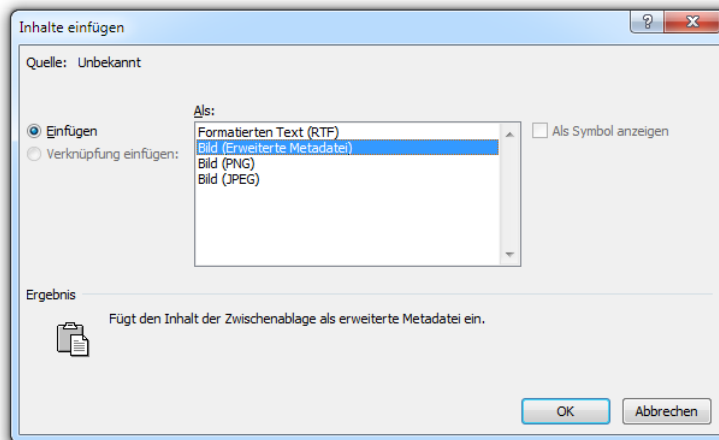 Inhalte einfügen
Quelle: Unbekannt
Als:
Einfügen
Verknüpfung einfügen:
Formatierten Text (RTF)
Bild (Erweiterte Metadatei)
Bild (PNG)
Bild (JPEG)
Als Symbol anzeigen
Ergebnis
Fügt den Inhalt der Zwischenablage als erweiterte Metadatei ein.
OK
Abbrechen